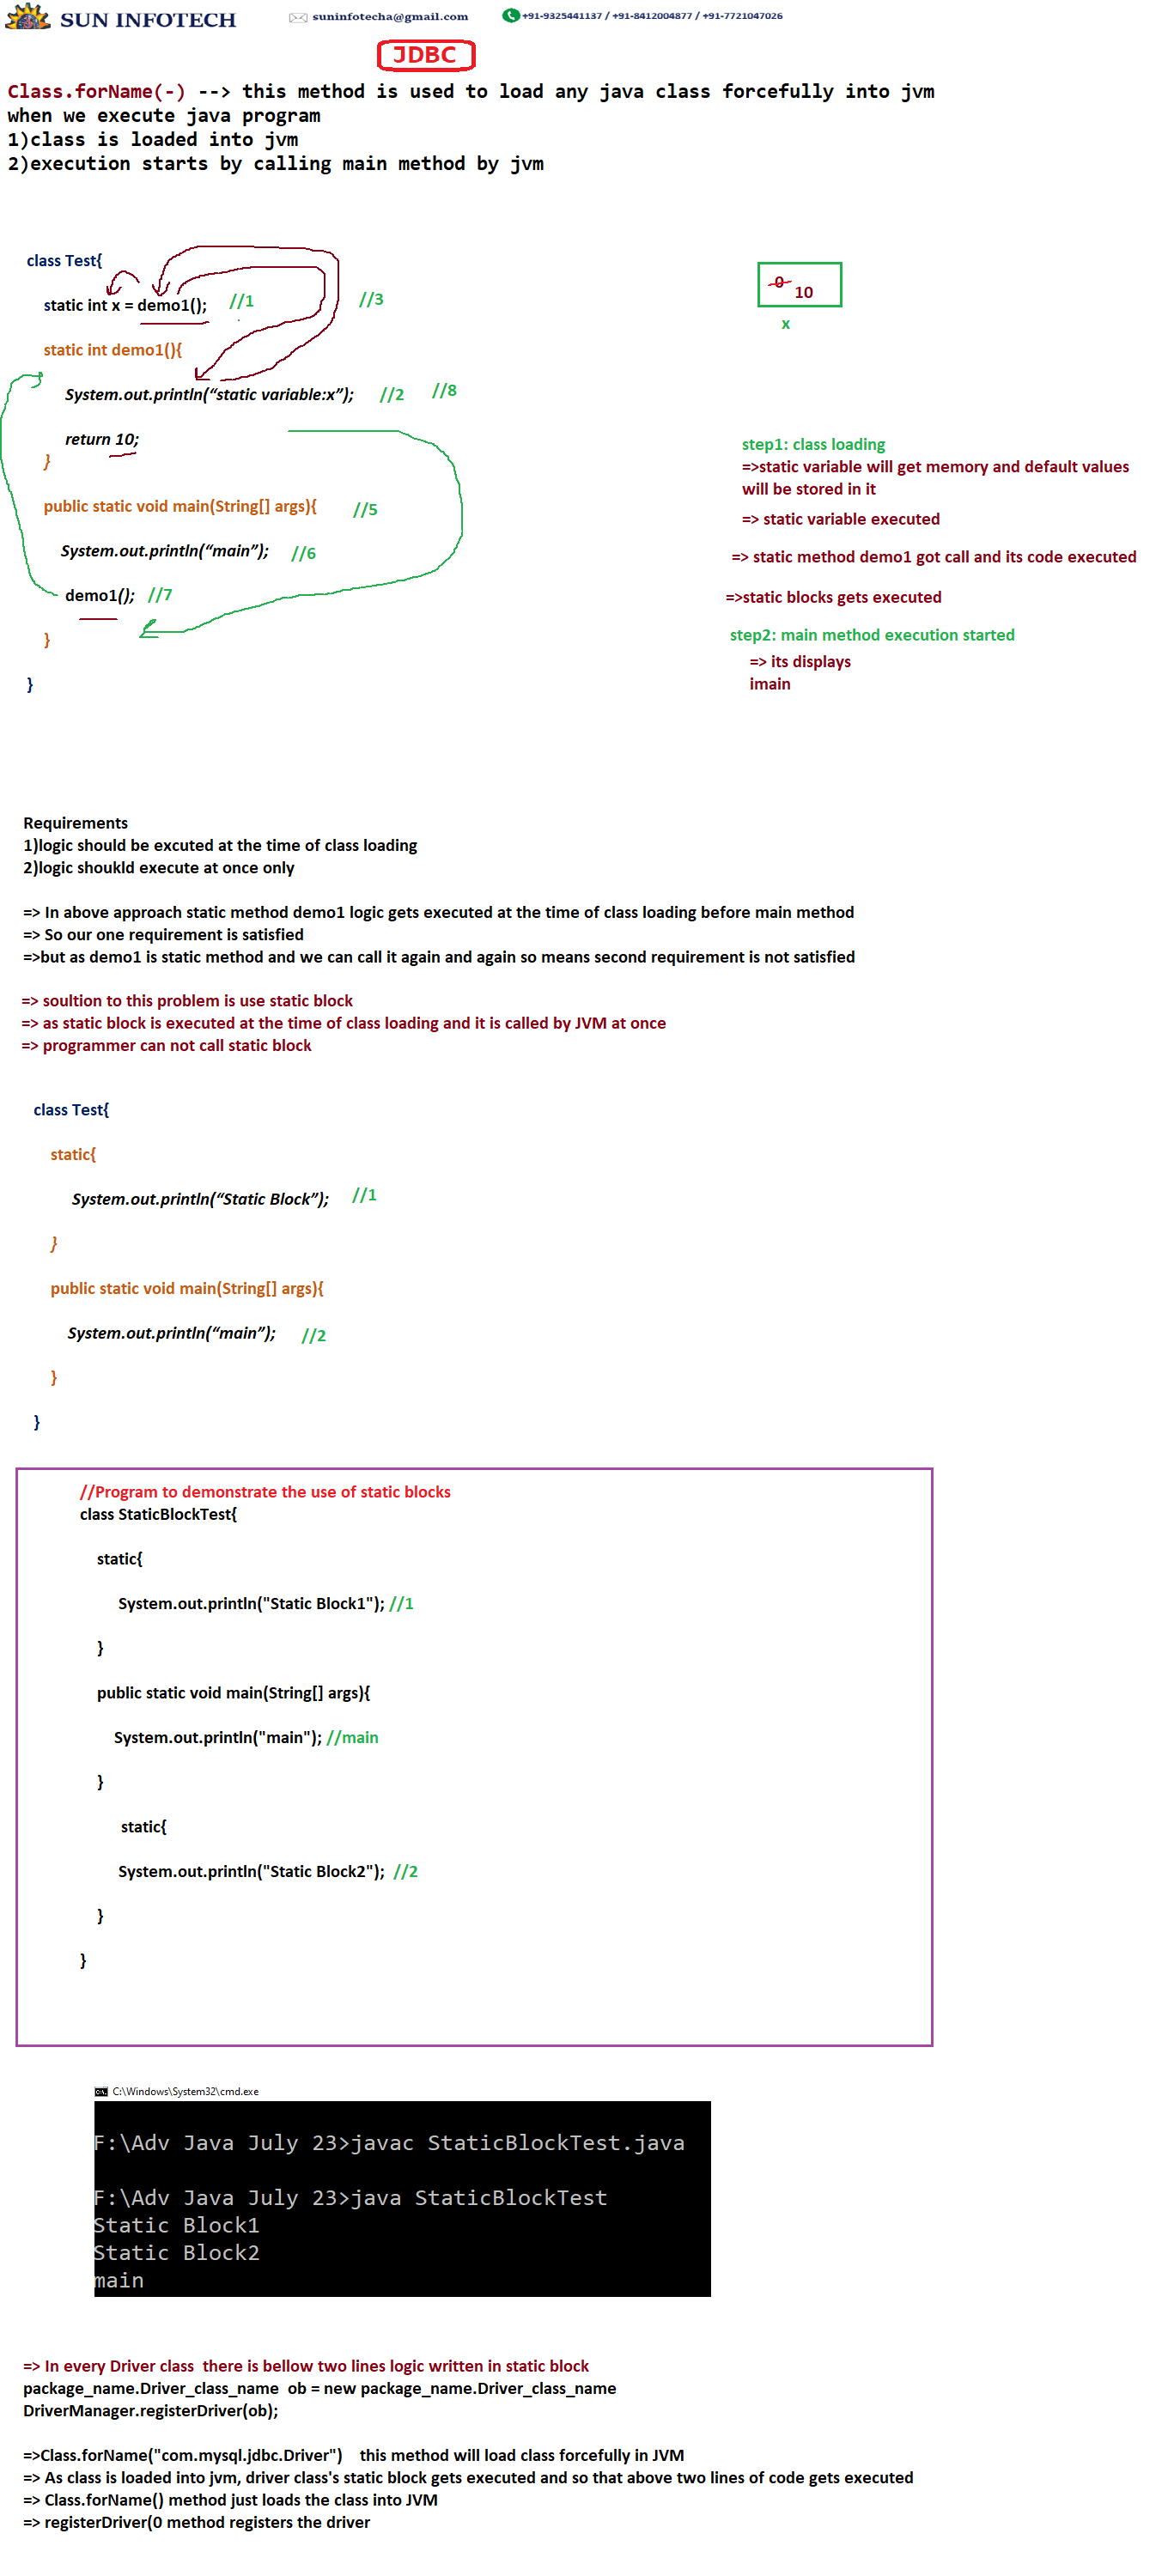 SUN INFOTECH suninfotecha@gmail.com +91-9325441137 / +91-8412004877 / +91-7721047026
JDBC
Class.forName(-) --> this method is used to load any java class forcefully into jvm
when we execute java program
1)class is loaded into jvm
2)execution starts by calling main method by jvm
class Test{
static int x = demo1(); //1 //3
static int demo1(){
System.out.println(“static variable:x”); //2 //8
return 10;
}
public static void main(String[] args){ //5
System.out.println(“main”); //6
demo1(); //7
}
}
0 10
x
step1: class loading
=>static variable will get memory and default values
will be stored in it
=> static variable executed
=> static method demo1 got call and its code executed
=>static blocks gets executed
step2: main method execution started
=> its displays
imain
Requirements
1)logic should be excuted at the time of class loading
2)logic shoukld execute at once only
=> In above approach static method demo1 logic gets executed at the time of class loading before main method
=> So our one requirement is satisfied
=>but as demo1 is static method and we can call it again and again so means second requirement is not satisfied
=> soultion to this problem is use static block
=> as static block is executed at the time of class loading and it is called by JVM at once
=> programmer can not call static block
class Test{
static{
System.out.println(“Static Block”); //1
}
public static void main(String[] args){
System.out.println(“main”); //2
}
}
//Program to demonstrate the use of static blocks
class StaticBlockTest{
static{
System.out.println("Static Block1"); //1
}
public static void main(String[] args){
System.out.println("main"); //main
}
static{
System.out.println("Static Block2"); //2
}
}
C:\Windows\System32\cmd.exe
F:\Adv Java July 23>javac StaticBlockTest.java
F:\Adv Java July 23>java StaticBlockTest
Static Block1
Static Block2
main
=> In every Driver class there is bellow two lines logic written in static block
package_name.Driver_class_name ob = new package_name.Driver_class_name
DriverManager.registerDriver(ob);
=>Class.forName("com.mysql.jdbc.Driver") this method will load class forcefully in JVM
=> As class is loaded into jvm, driver class's static block gets executed and so that above two lines of code gets executed
=> Class.forName() method just loads the class into JVM
=> registerDriver(0 method registers the driver